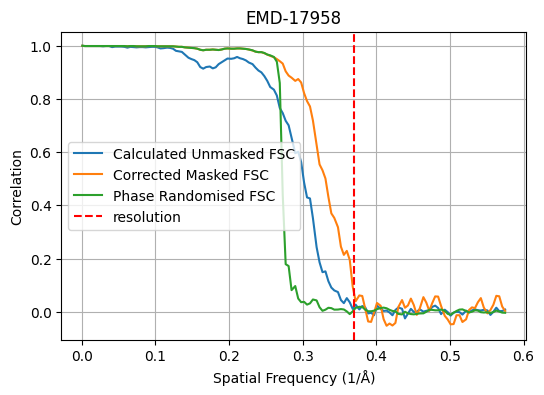 EMD-17958
1.0
0.8
0.6
0.4
0.2
0.0
Correlation
Calculated Unmasked FSC
Corrected Masked FSC
Phase Randomised FSC
resolution
0.0 0.1 0.2 0.3 0.4 0.5 0.6
Spatial Frequency (1/Å)